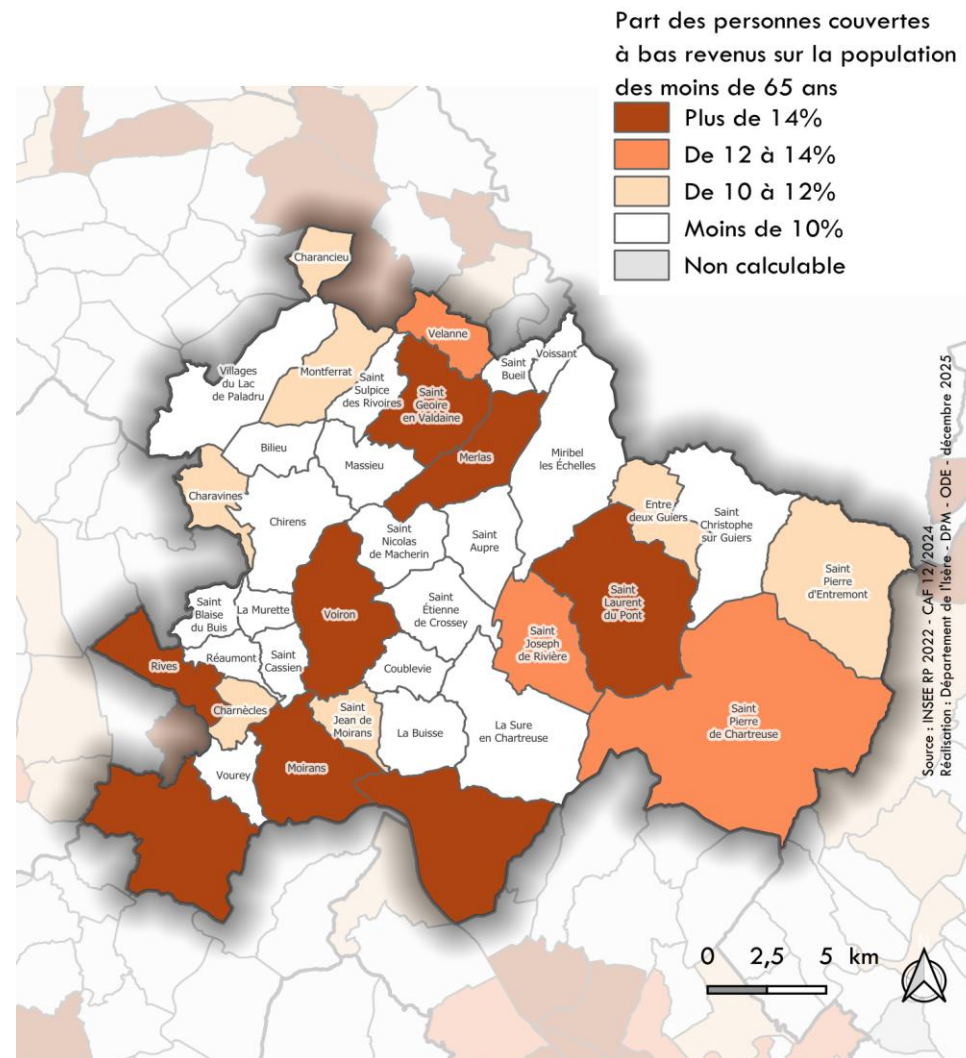 Part des personnes couvertes
à bas revenus sur la population
des moins de 65 ans
Plus de 14%
De 12 à 14%
De 10 à 12%
Moins de 10%
Non calculable
Charancieu
Velanne
Voissant
Saint
Bueil
Villages
du Lac
de Paladru
Montferrat
Saint
Sulpice
des Rivoires
Saint
Geoire
en Valdaine
Bilieu
Massieu
Merlas
Miribel
les Échelles
Charavines
Chirens
Saint
Nicolas
de Macherin
Saint
Aupre
Entre
deux Guiers
Saint
Christophe
sur Guiers
Saint
Pierre
d'Entremont
Saint
Blaise
du Buis
La Murette
Voiron
Saint
Étienne
de Crossey
Saint
Laurent
du Pont
Saint
Joseph
de Rivière
Rives
Réaumont
Saint
Cassien
Coublevie
Charnècles
Saint
Jean de
Moirans
La Buisse
La Sure
en Chartreuse
Saint
Pierre
de Chartreuse
Vourey
Moirans
Source : INSEE RP 2022 - CAF 12/2024
Réalisation : Département de l'Isère - DPM - ODE - décembre 2025
0 2,5 5 km